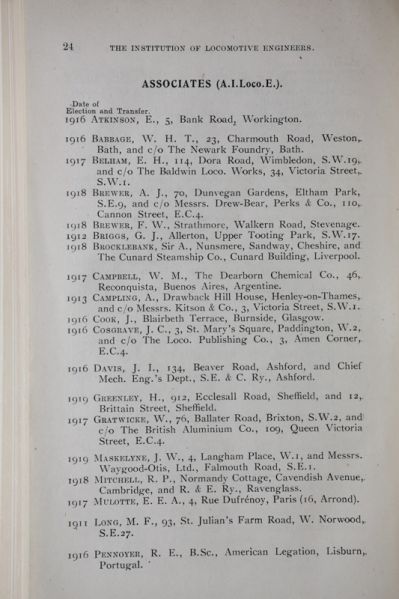 24 THE INSTITUTION OF LOCOMOTIVE ENGINEERS.
ASSOCIATES (A.I.Loco.E.).
Date of
Election and Transfer.
1916 ATKINSON, E., 5, Bank Road, Workington.
1916 BABBAGE, W. H. T., 23, Charmouth Road, Weston,
Bath, and c/o The Newark Foundry, Bath.
1917 BELHAM, E. H., 114, Dora Road, Wimbledon, S.W.19,
and c/o The Baldwin Loco. Works, 34, Victoria Street,
S.W.1.
1918 BREWER, A. J., 70, Dunvegan Gardens, Eltham Park,
S.E.9, and c/o Messrs. Drew-Bear, Perks & Co., 110,
Cannon Street, E.C.4.
1918 BREWER, F. W., Strathmore, Walkern Road, Stevenage.
1912 BRIGGS, G. J., Allerton, Upper Tooting Park, S.W.17.
1918 BROCKLEBANK, Sir A., Nunsmere, Sandway, Cheshire, and
The Cunard Steamship Co., Cunard Building, Liverpool.
1917 CAMPBELL, W. M., The Dearborn Chemical Co., 46,
Reconquista, Buenos Aires, Argentine.
1913 CAMPLING, A., Drawback Hill House, Henley-on-Thames,
and c/o Messrs. Kitson & Co., 3, Victoria Street, S.W.1.
1916 COOK, J., Blairbeth Terrace, Burnside, Glasgow.
1916 COSGRAVE, J. C., 3, St. Mary's Square, Paddington, W.2,
and c/o The Loco. Publishing Co., 3, Amen Corner,
E.C.4.
1916 DAVIS, J. I., 134, Beaver Road, Ashford, and Chief
Mech. Eng.'s Dept., S.E. & C. Ry., Ashford.
1919 GREENLEY, H., 912, Ecclesall Road, Sheffield, and 12,
Brittain Street, Sheffield.
1917 GRATWICKE, W., 76, Ballater Road, Brixton, S.W.2, and
c/o The British Aluminium Co., 109, Queen Victoria
Street, E.C.4.
1919 MASKELYNE, J. W., 4, Langham Place, W.1, and Messrs.
Waygood-Otis, Ltd., Falmouth Road, S.E.1.
1918 MITCHELL, R. P., Normandy Cottage, Cavendish Avenue,
Cambridge, and R. & E. Ry., Ravenglass.
1917 MULOTTE, E. E. A., 4, Rue Dufrénoy, Paris (16, Arrond).
1911 LONG, M. F., 93, St. Julian's Farm Road, W. Norwood,
S.E.27.
1916 PENNOYER, R. E., B.Sc., American Legation, Lisburn,
Portugal.